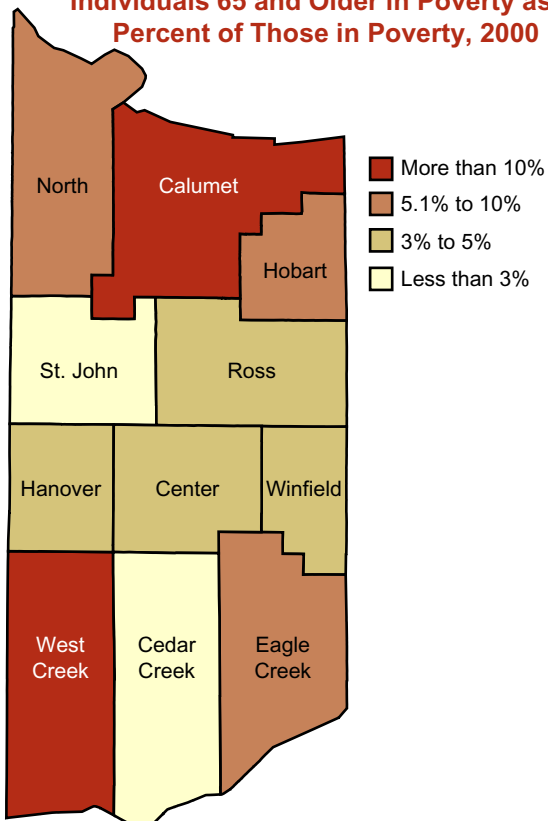 Individuals 65 and Older in Poverty as
Percent of Those in Poverty, 2000
North
Calumet
More than 10%
5.1% to 10%
3% to 5%
Less than 3%
Hobart
St. John
Ross
Hanover
Center
Winfield
West
Creek
Cedar
Creek
Eagle
Creek